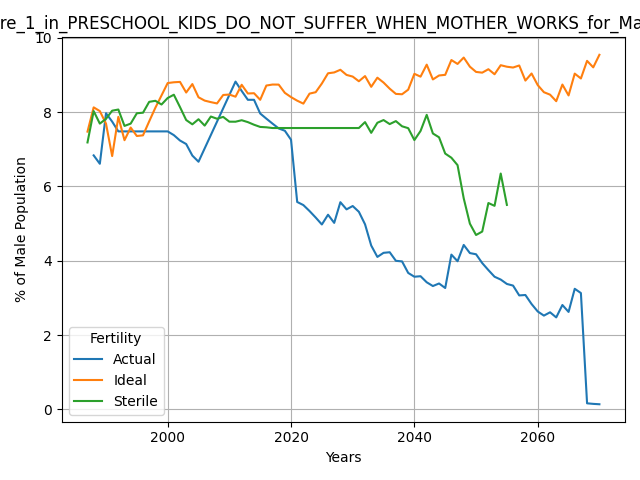 re_1_in_PRESCHOOL_KIDS_DO_NOT_SUFFER_WHEN_MOTHER_WORKS_for_Ma
% of Male Population
10
8
6
4
2
0
Fertility
Actual
Ideal
Sterile
2000 2020 2040 2060
Years